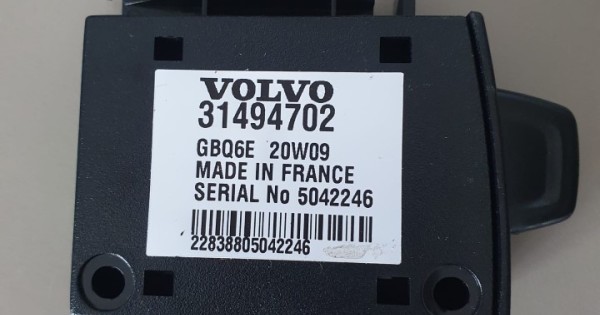 VOLVO
31494702
GBQ6E 20W09
MADE IN FRANCE
SERIAL No 5042246
22838805042246